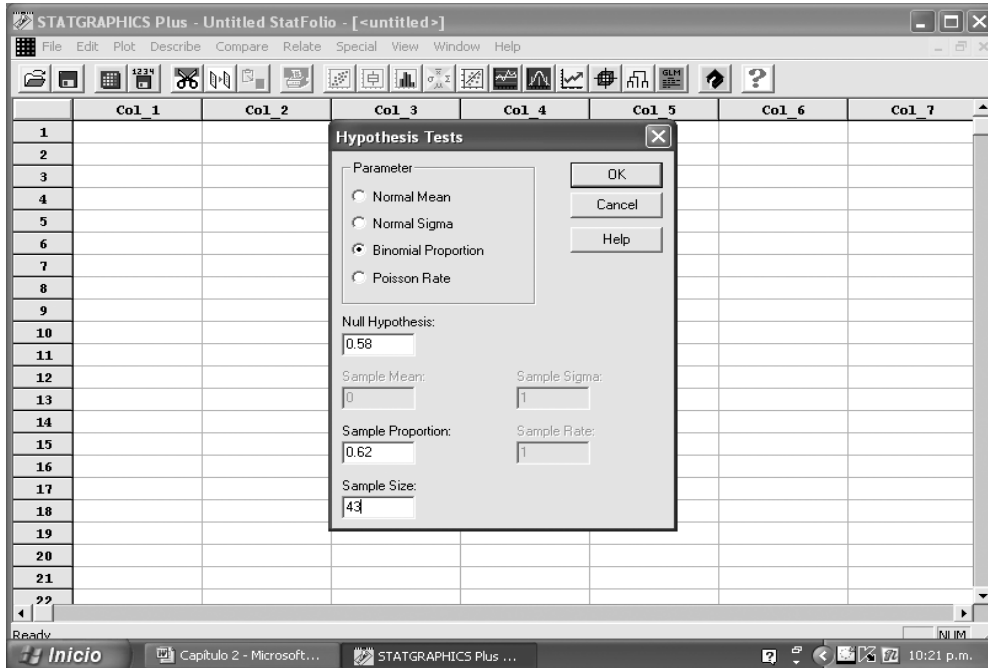 STATGRAPHICS Plus - Untitled StatFolio - [<untitled>]
File Edit Plot Describe Compare Relate Special View Window Help
1234
GLM
Col_1 Col_2 Col_3 Col_4 Col_5 Col_6 Col_7
1
2
3
4
5
6
7
8
9
10
11
12
13
14
15
16
17
18
19
20
21
22
Hypothesis Tests
Parameter
Normal Mean
Normal Sigma
Binomial Proportion
Poisson Rate
OK
Cancel
Help
Null Hypothesis:
0.58
Sample Mean: Sample Sigma:
0 1
Sample Proportion: Sample Rate:
0.62 1
Sample Size:
43
Ready NUM
Inicio Capítulo 2 - Microsoft... STATGRAPHICS Plus ... 10:21 p.m.